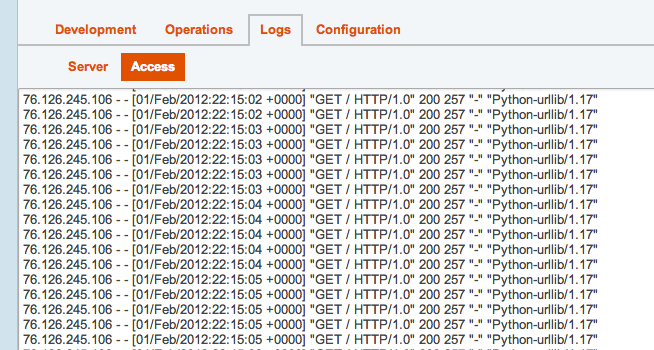 Development Operations Logs Configuration
Server Access
76.126.245.106 - - [01/Feb/2012:22:15:02 +0000] "GET / HTTP/1.0" 200 257 "-" "Python-urllib/1.17"
76.126.245.106 - - [01/Feb/2012:22:15:02 +0000] "GET / HTTP/1.0" 200 257 "-" "Python-urllib/1.17"
76.126.245.106 - - [01/Feb/2012:22:15:03 +0000] "GET / HTTP/1.0" 200 257 "-" "Python-urllib/1.17"
76.126.245.106 - - [01/Feb/2012:22:15:03 +0000] "GET / HTTP/1.0" 200 257 "-" "Python-urllib/1.17"
76.126.245.106 - - [01/Feb/2012:22:15:03 +0000] "GET / HTTP/1.0" 200 257 "-" "Python-urllib/1.17"
76.126.245.106 - - [01/Feb/2012:22:15:03 +0000] "GET / HTTP/1.0" 200 257 "-" "Python-urllib/1.17"
76.126.245.106 - - [01/Feb/2012:22:15:03 +0000] "GET / HTTP/1.0" 200 257 "-" "Python-urllib/1.17"
76.126.245.106 - - [01/Feb/2012:22:15:04 +0000] "GET / HTTP/1.0" 200 257 "-" "Python-urllib/1.17"
76.126.245.106 - - [01/Feb/2012:22:15:04 +0000] "GET / HTTP/1.0" 200 257 "-" "Python-urllib/1.17"
76.126.245.106 - - [01/Feb/2012:22:15:04 +0000] "GET / HTTP/1.0" 200 257 "-" "Python-urllib/1.17"
76.126.245.106 - - [01/Feb/2012:22:15:04 +0000] "GET / HTTP/1.0" 200 257 "-" "Python-urllib/1.17"
76.126.245.106 - - [01/Feb/2012:22:15:04 +0000] "GET / HTTP/1.0" 200 257 "-" "Python-urllib/1.17"
76.126.245.106 - - [01/Feb/2012:22:15:05 +0000] "GET / HTTP/1.0" 200 257 "-" "Python-urllib/1.17"
76.126.245.106 - - [01/Feb/2012:22:15:05 +0000] "GET / HTTP/1.0" 200 257 "-" "Python-urllib/1.17"
76.126.245.106 - - [01/Feb/2012:22:15:05 +0000] "GET / HTTP/1.0" 200 257 "-" "Python-urllib/1.17"
76.126.245.106 - - [01/Feb/2012:22:15:05 +0000] "GET / HTTP/1.0" 200 257 "-" "Python-urllib/1.17"
76.126.245.106 - - [01/Feb/2012:22:15:05 +0000] "GET / HTTP/1.0" 200 257 "-" "Python-urllib/1.17"